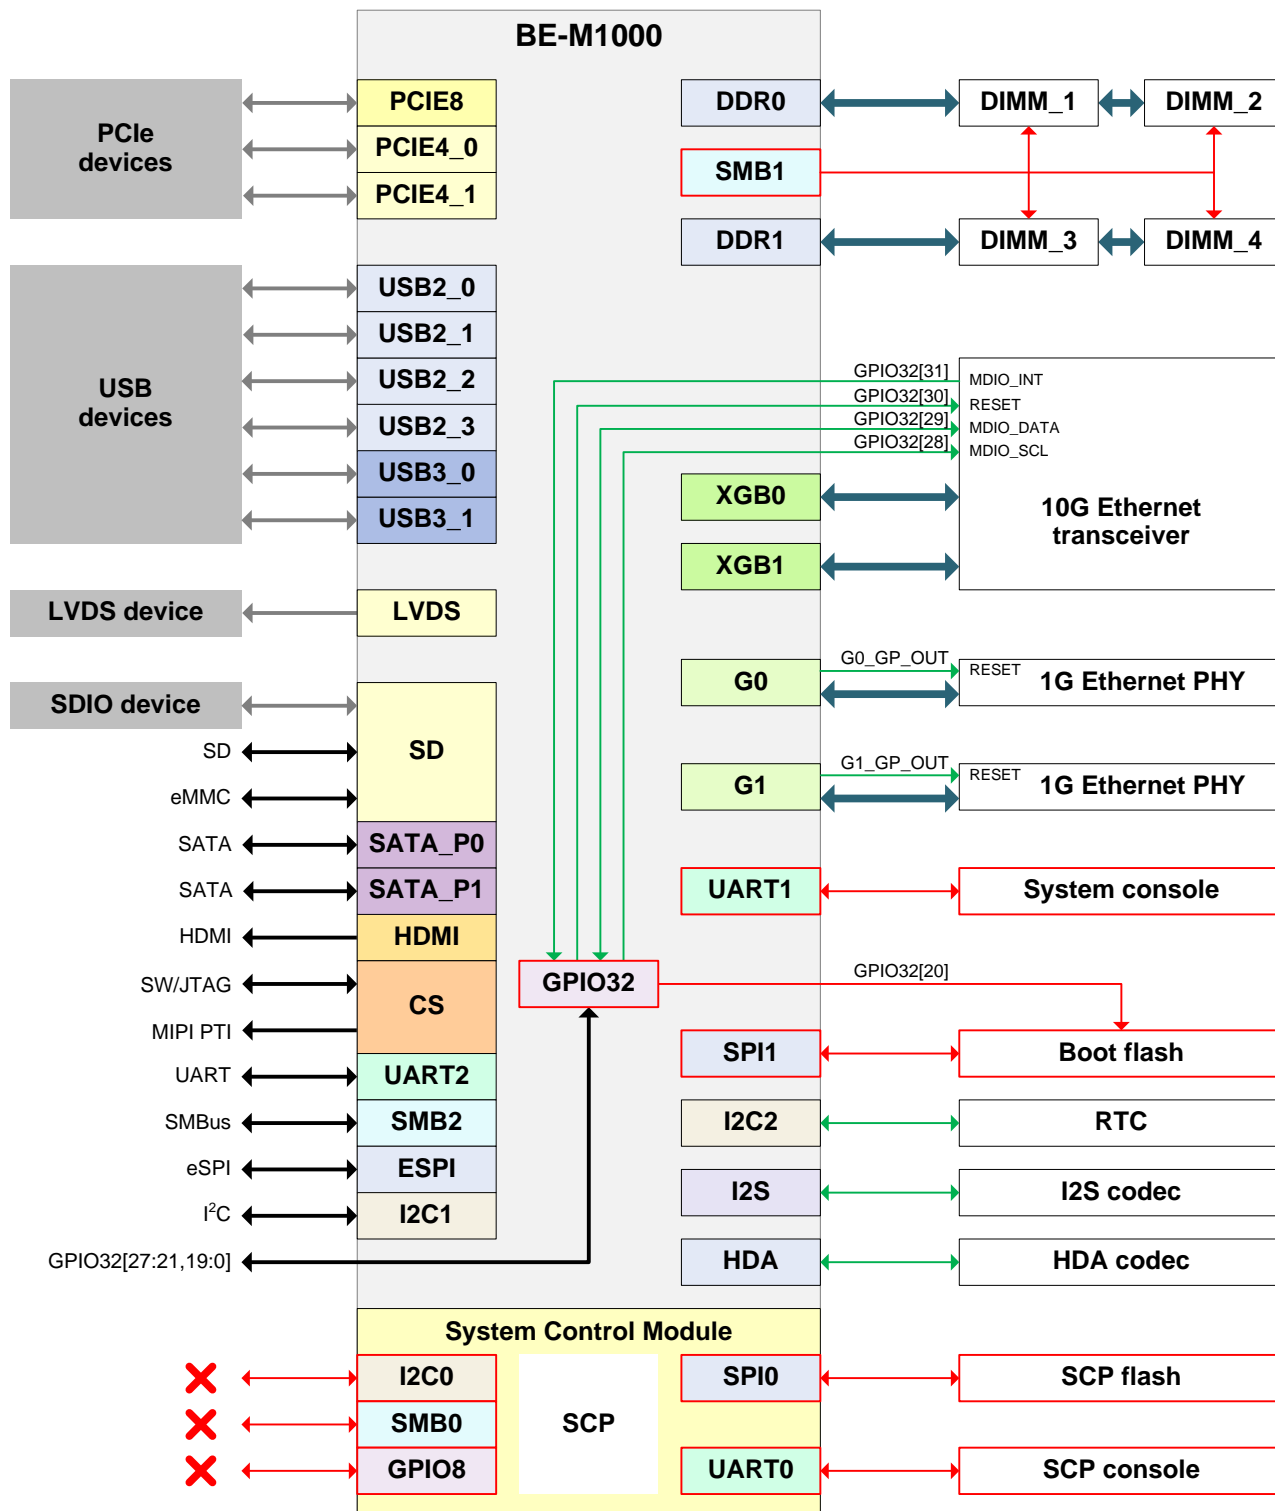 BE-M1000
PCIe
devices
PCIE8
PCIE4_0
PCIE4_1
DDR0
DIMM_1
DIMM_2
SMB1
DDR1
DIMM_3
DIMM_4
USB
devices
USB2_0
USB2_1
USB2_2
USB2_3
USB3_0
USB3_1
GPIO32[31]
GPIO32[30]
GPIO32[29]
GPIO32[28]
MDIO_INT
RESET
MDIO_DATA
MDIO_SCL
XGB0
XGB1
10G Ethernet
transceiver
LVDS device
LVDS
G0
G0_GP_OUT
RESET
1G Ethernet PHY
SDIO device
SD
eMMC
SD
G1
G1_GP_OUT
RESET
1G Ethernet PHY
SATA
SATA_P0
SATA
SATA_P1
UART1
System console
HDMI
HDMI
SW/JTAG
MIPI PTI
CS
GPIO32
GPIO32[20]
SPI1
Boot flash
UART
UART2
SMBus
SMB2
I2C2
RTC
eSPI
ESPI
I2S
I2S codec
I²C
I2C1
GPIO32[27:21,19:0]
HDA
HDA codec
System Control Module
I2C0
SMB0
GPIO8
SCP
SPI0
SCP flash
UART0
SCP console